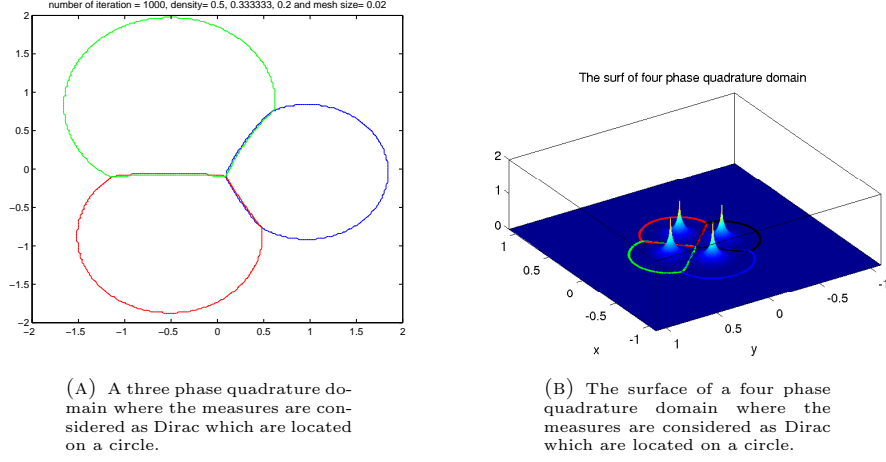 number of iteration = 1000, density= 0.5, 0.333333, 0.2 and mesh size= 0.02
2
1.5
1
0.5
0
−0.5
−1
−1.5
−2
−2
−1.5
−1
−0.5
0
0.5
1
1.5
2
(A) A three phase quadrature do-
main where the measures are con-
sidered as Dirac which are located
on a circle.
The surf of four phase quadrature domain
2
1
0
1
0.5
0
-0.5
-1
x
1
0.5
0
-0.5
-1
y
(B) The surface of a four phase
quadrature domain where the
measures are considered as Dirac
which are located on a circle.